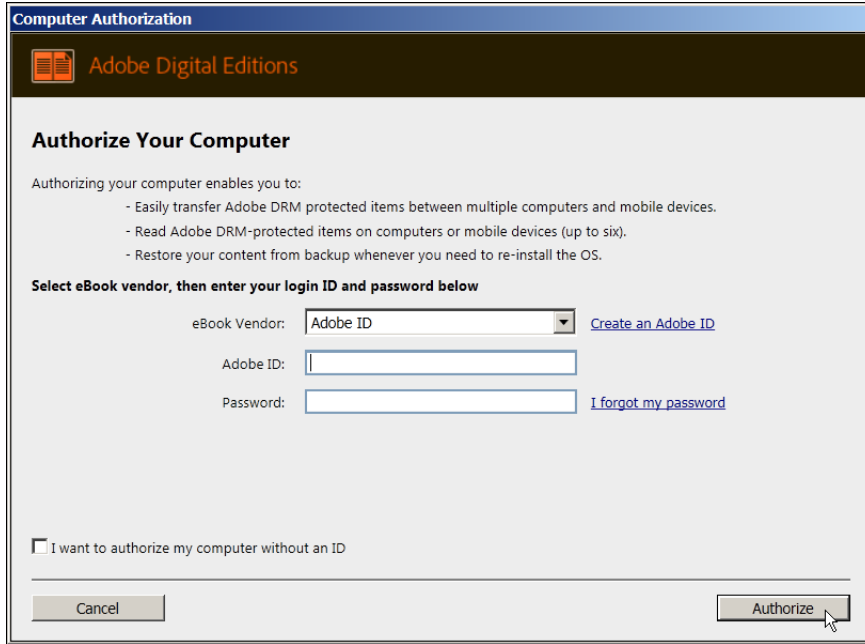 Computer Authorization
Adobe Digital Editions
Authorize Your Computer
Authorizing your computer enables you to:
- Easily transfer Adobe DRM protected items between multiple computers and mobile devices.
- Read Adobe DRM-protected items on computers or mobile devices (up to six).
- Restore your content from backup whenever you need to re-install the OS.
Select eBook vendor, then enter your login ID and password below
eBook Vendor: Adobe ID Create an Adobe ID
Adobe ID:
Password: I forgot my password
I want to authorize my computer without an ID
Cancel Authorize